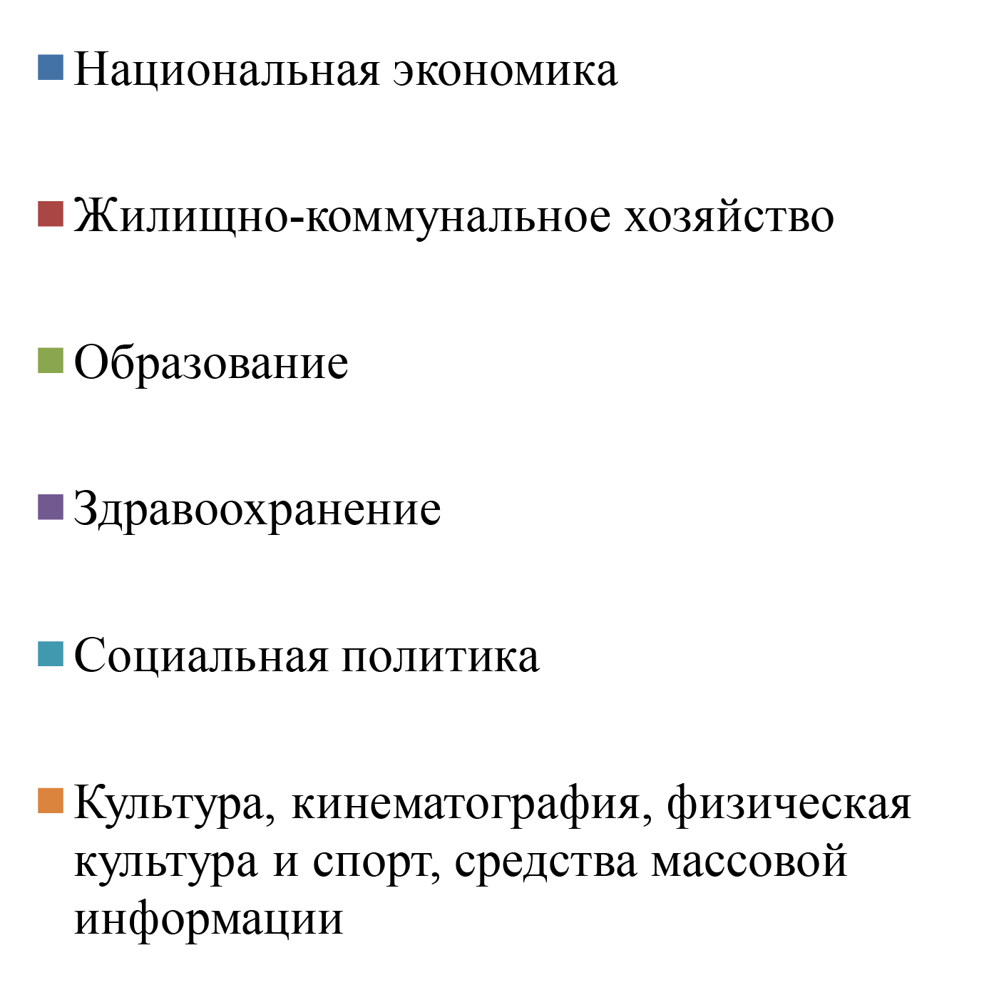 Национальная экономика
Жилищно-коммунальное хозяйство
Образование
Здравоохранение
Социальная политика
Культура, кинематография, физическая
культура и спорт, средства массовой
информации